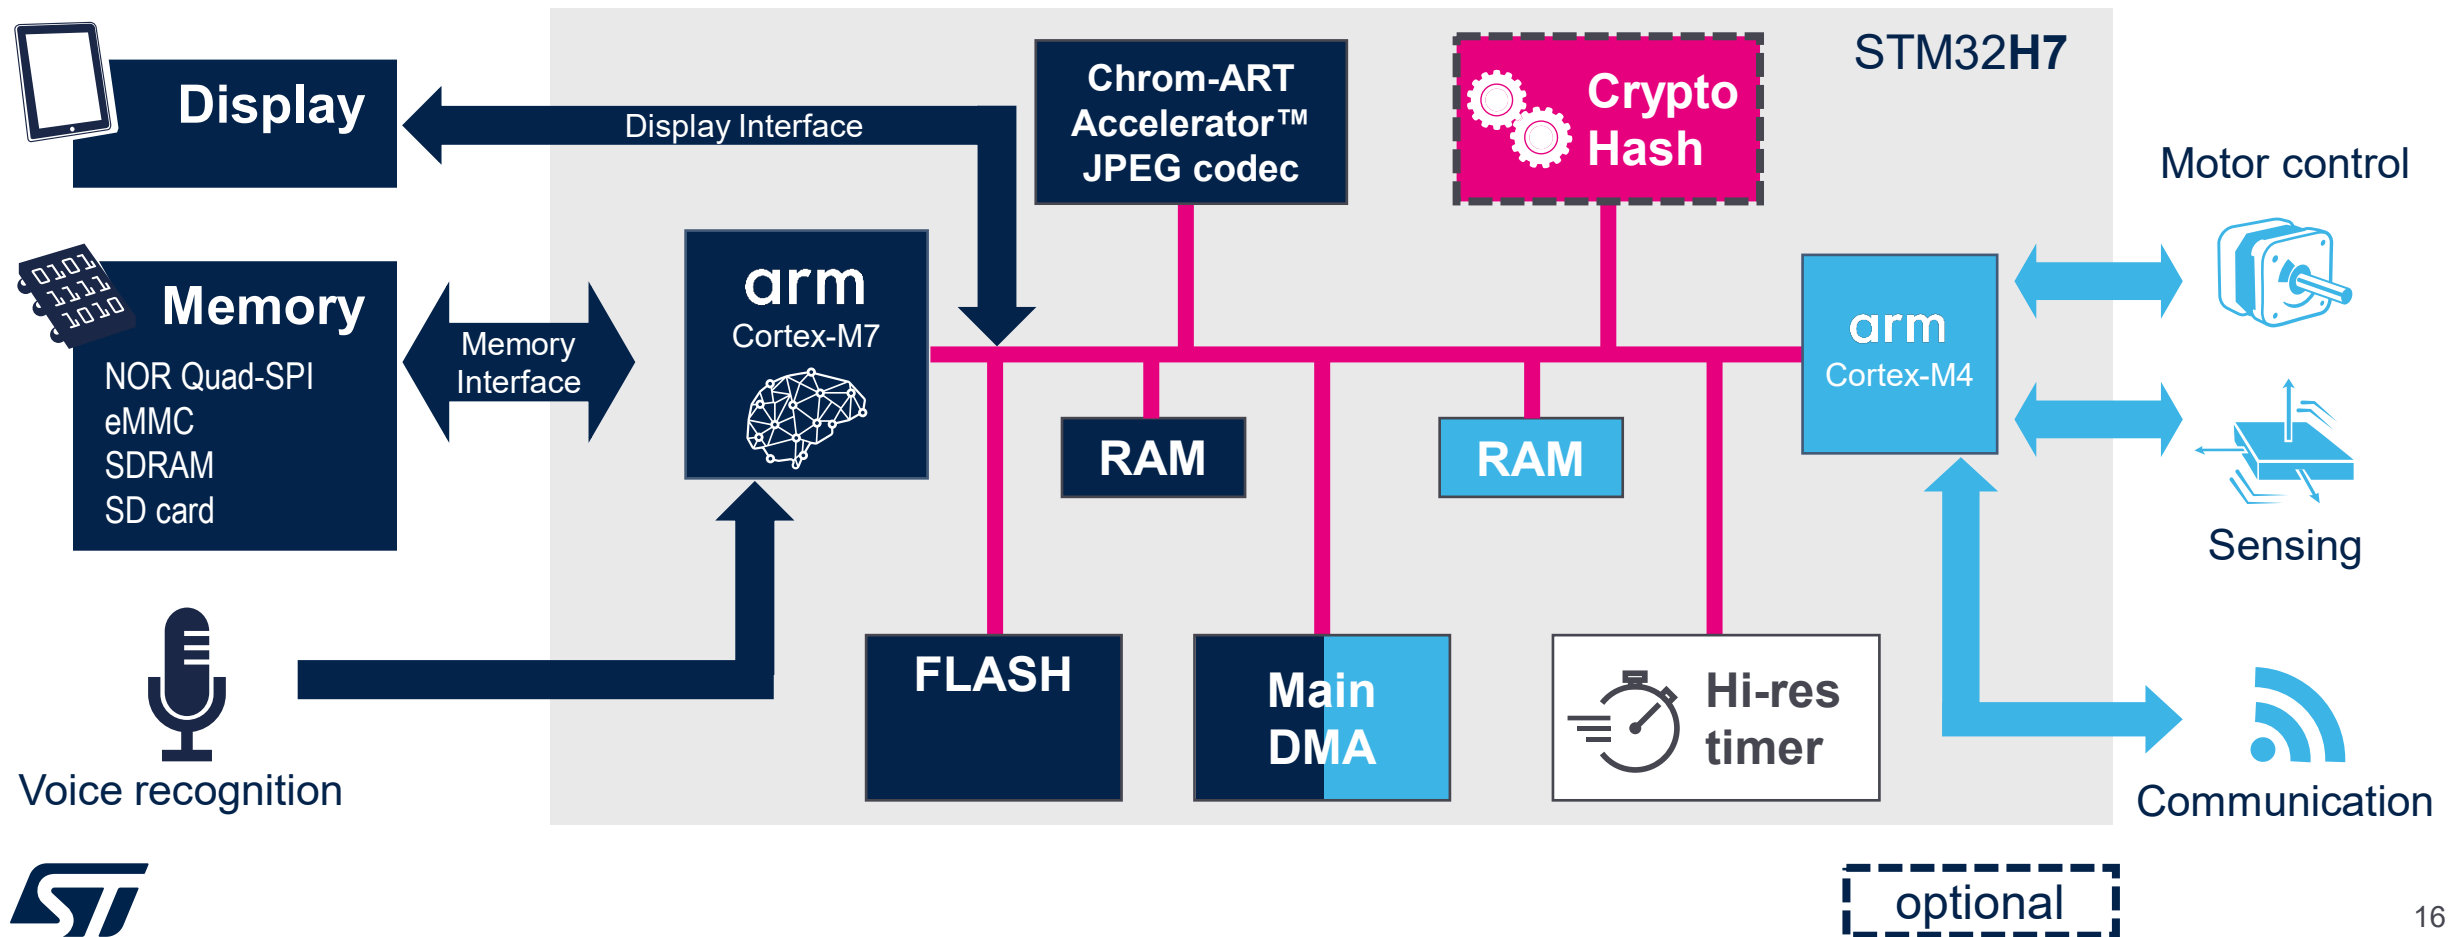 STM32H7
Display
Display Interface
Chrom-ART
Accelerator™
JPEG codec
Crypto
Hash
Motor control
0101
1111
1010
Memory
NOR Quad-SPI
eMMC
SDRAM
SD card
Memory
Interface
arm
Cortex-M7
arm
Cortex-M4
RAM
RAM
Sensing
FLASH
Main
DMA
Hi-res
timer
Voice recognition
Communication
ST
optional
16